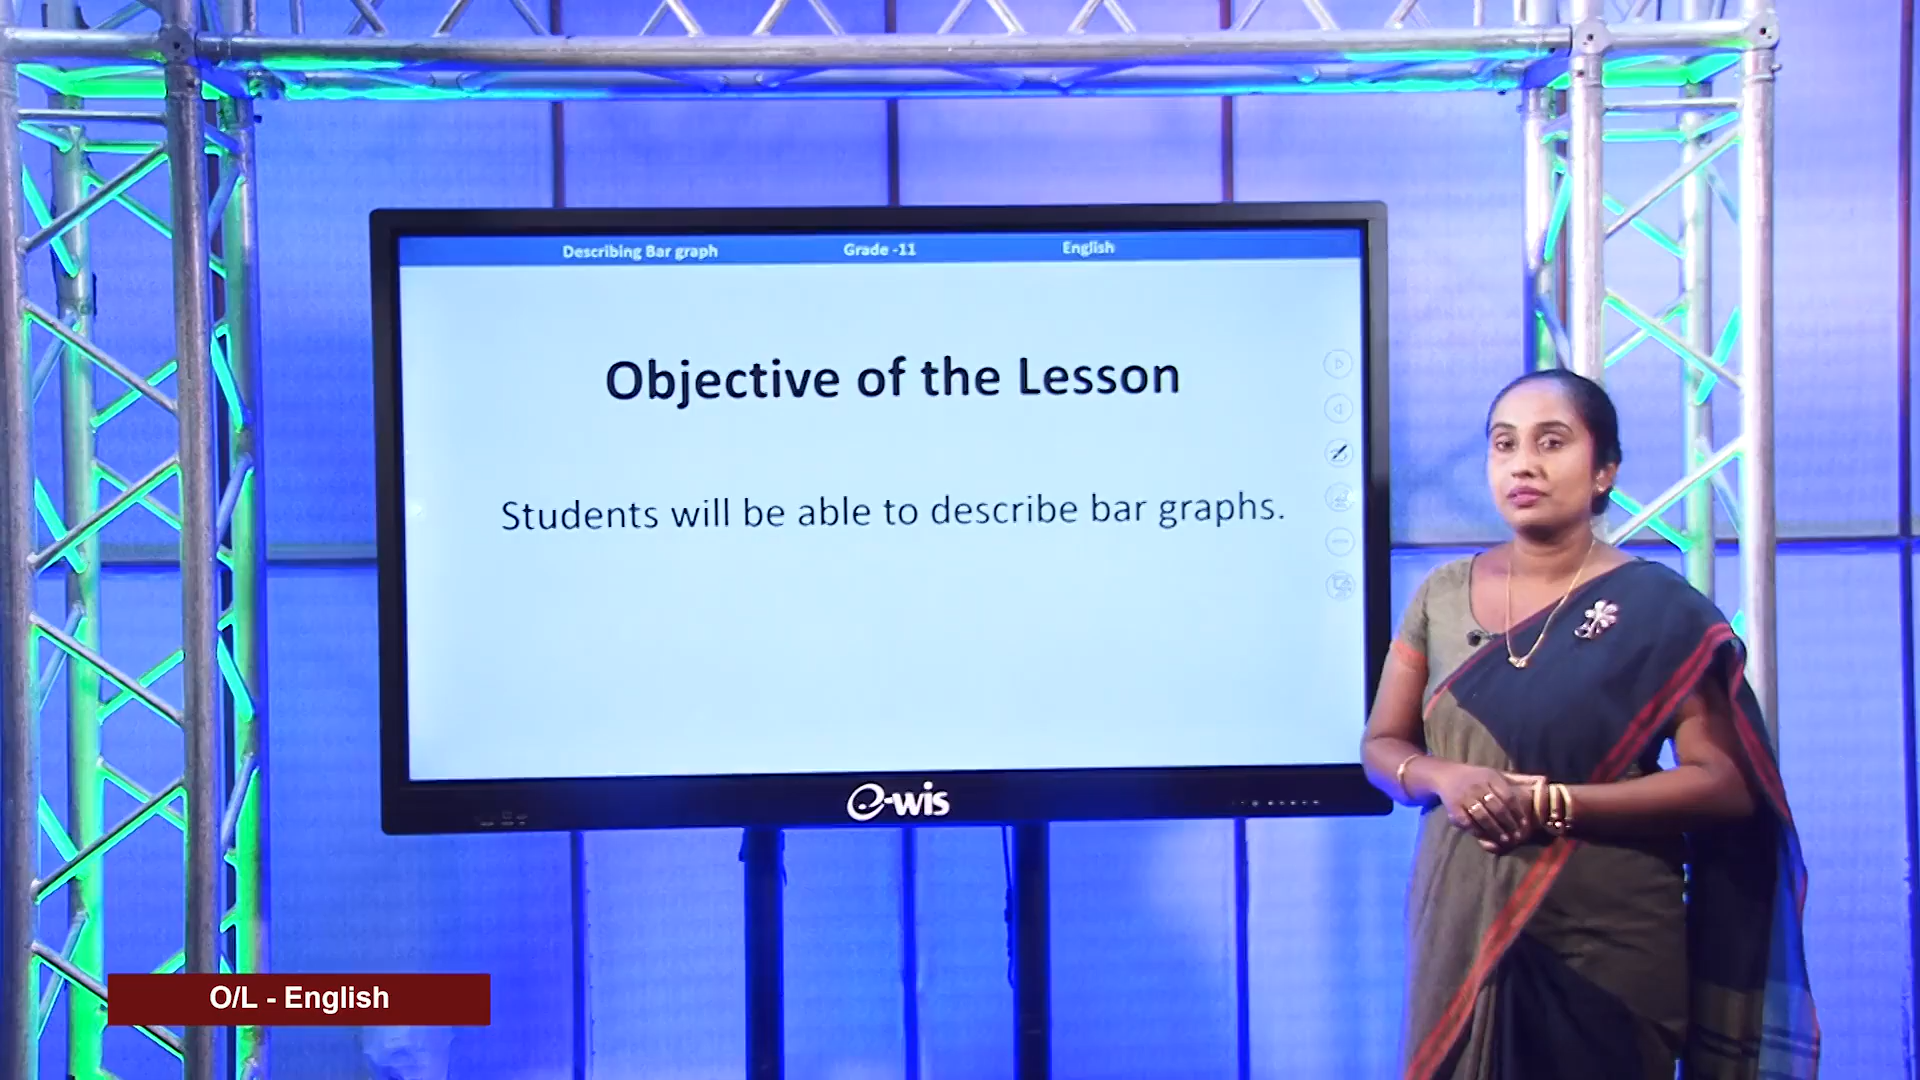 Describing Bar graph Grade -11 English
Objective of the Lesson
Students will be able to describe bar graphs.
e-wis
O/L - English